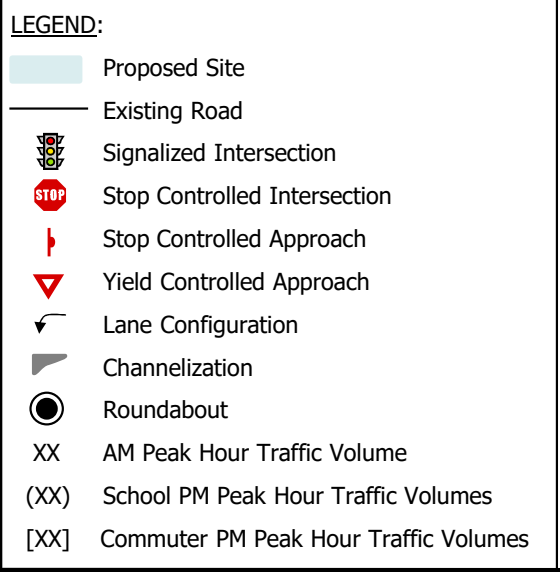 LEGEND:
Proposed Site
Existing Road
Signalized Intersection
STOP Stop Controlled Intersection
Stop Controlled Approach
Yield Controlled Approach
Lane Configuration
Channelization
Roundabout
XX AM Peak Hour Traffic Volume
(XX) School PM Peak Hour Traffic Volumes
[XX] Commuter PM Peak Hour Traffic Volumes